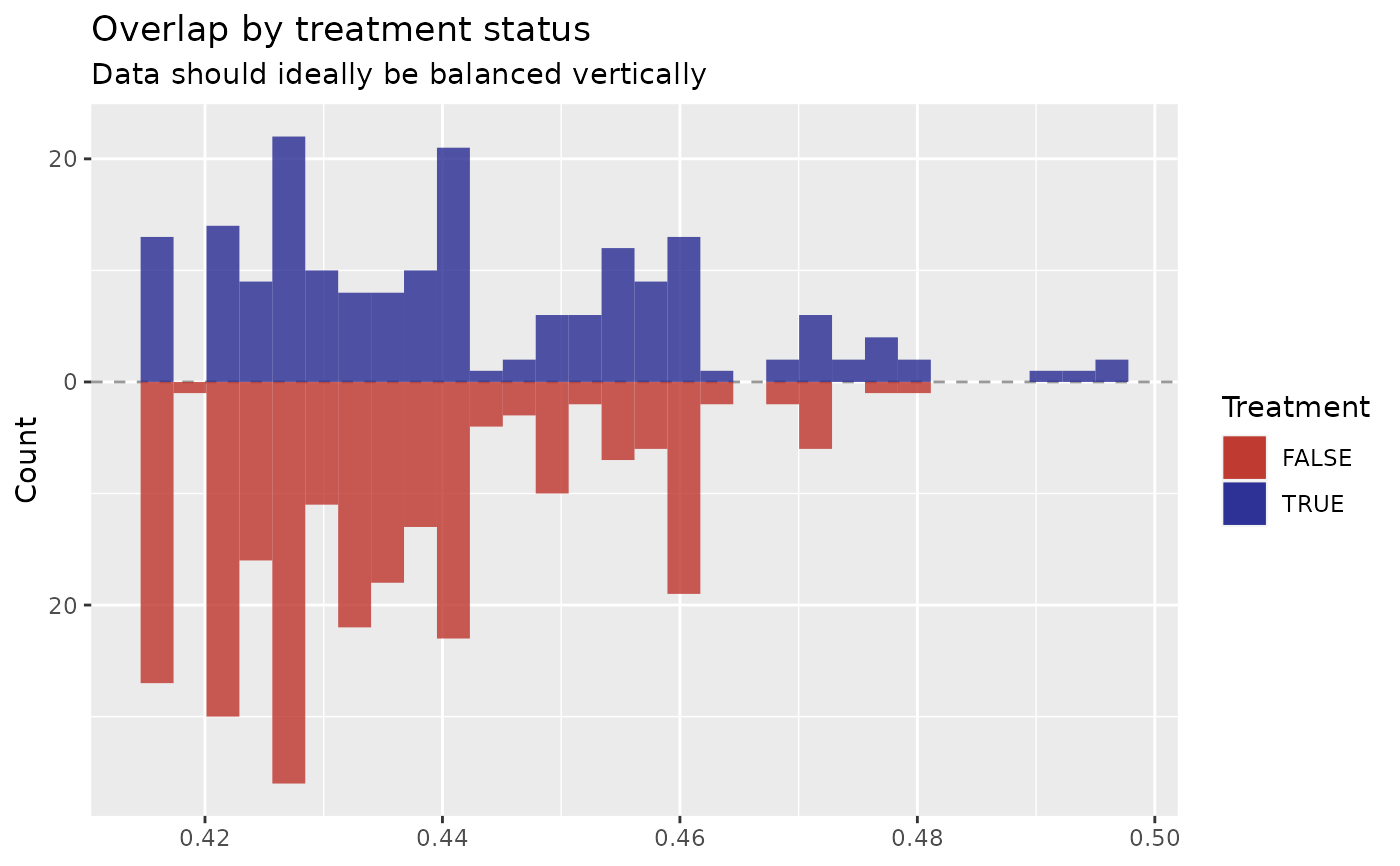 Overlap by treatment status
Data should ideally be balanced vertically
20
0
20
Count
0.42
0.44
0.46
0.48
0.50
Treatment
FALSE
TRUE